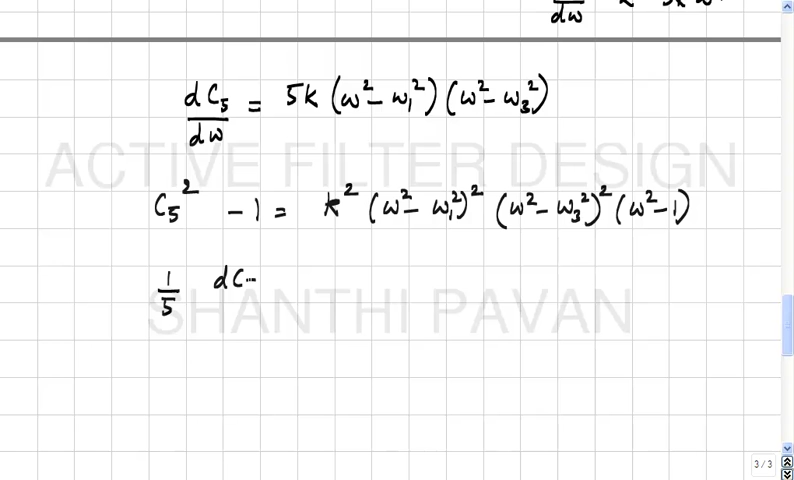 dω
dC₅/dω = 5k (ω² – ω₁²) (ω² – ω₃²)
ACTIVE FILTER DESIGN
C₅² – 1 = k² (ω² – ω₁²)² (ω² – ω₃²)² (ω² – 1)
1/5 dC
SHANTHI PAVAN
3 / 3